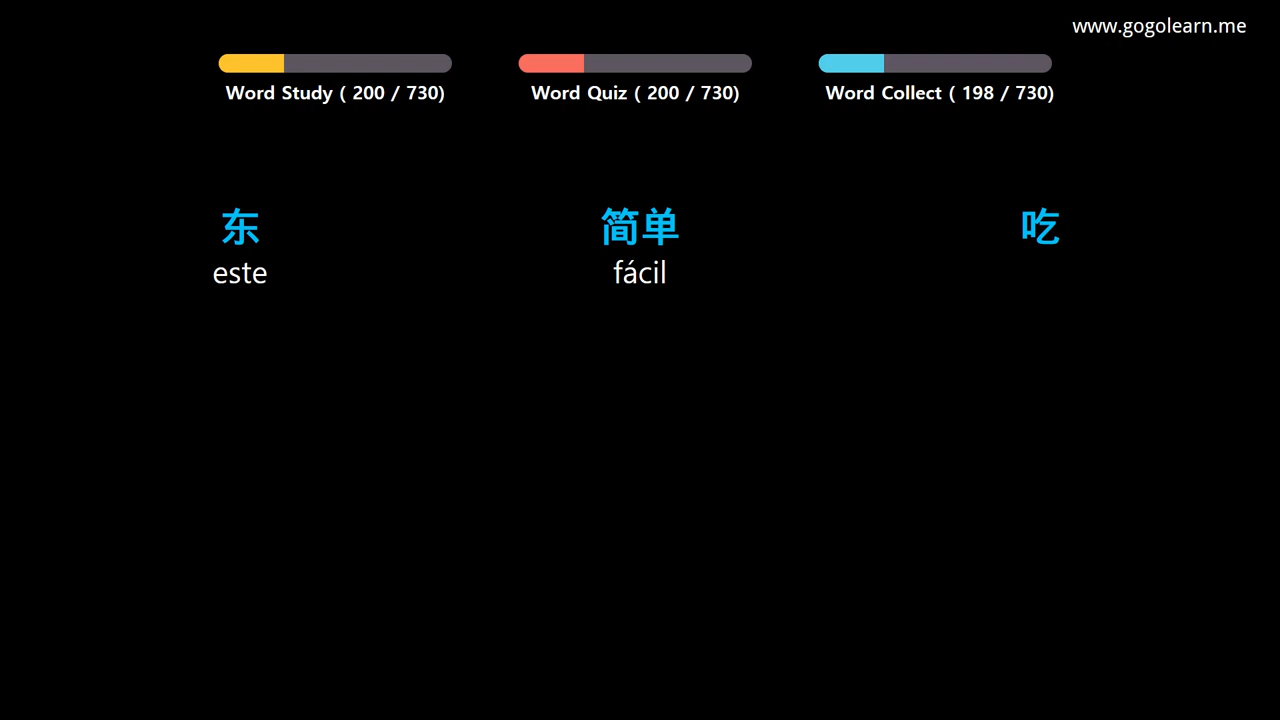 www.gogolearn.me
Word Study ( 200 / 730)
Word Quiz ( 200 / 730)
Word Collect ( 198 / 730)
东
este
简单
fácil
吃